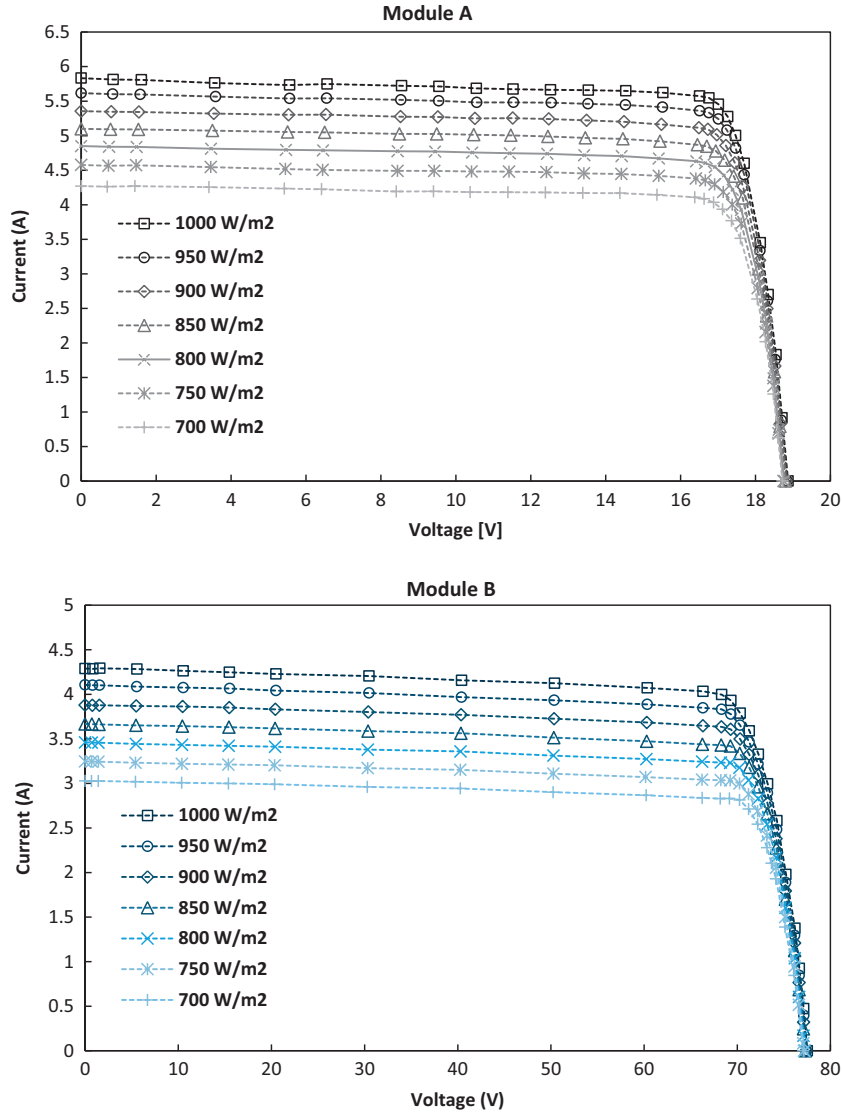 Module A
6.5
6
5.5
5
4.5
4
3.5
3
2.5
2
1.5
1
0.5
0
Current (A)
1000 W/m2
950 W/m2
900 W/m2
850 W/m2
800 W/m2
750 W/m2
700 W/m2
0 2 4 6 8 10 12 14 16 18 20
Voltage [V]
Module B
5
4.5
4
3.5
3
2.5
2
1.5
1
0.5
0
Current (A)
1000 W/m2
950 W/m2
900 W/m2
850 W/m2
800 W/m2
750 W/m2
700 W/m2
0 10 20 30 40 50 60 70 80
Voltage (V)